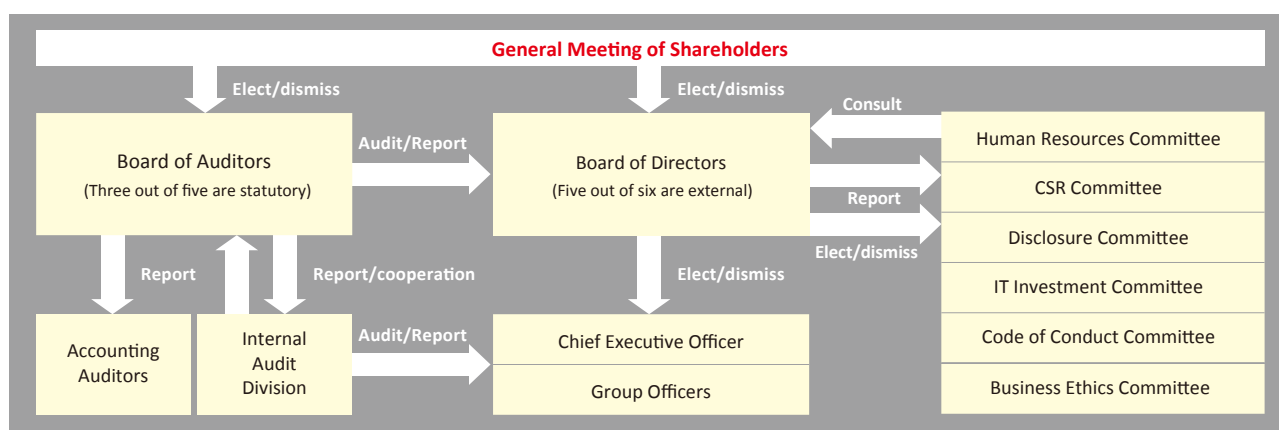 General Meeting of Shareholders
Elect/dismiss
Elect/dismiss
Consult
Board of Auditors
(Three out of five are statutory)
Audit/Report
Board of Directors
(Five out of six are external)
Report
Elect/dismiss
Human Resources Committee
CSR Committee
Disclosure Committee
IT Investment Committee
Code of Conduct Committee
Business Ethics Committee
Report
Report/cooperation
Elect/dismiss
Accounting
Auditors
Internal
Audit
Division
Audit/Report
Chief Executive Officer
Group Officers